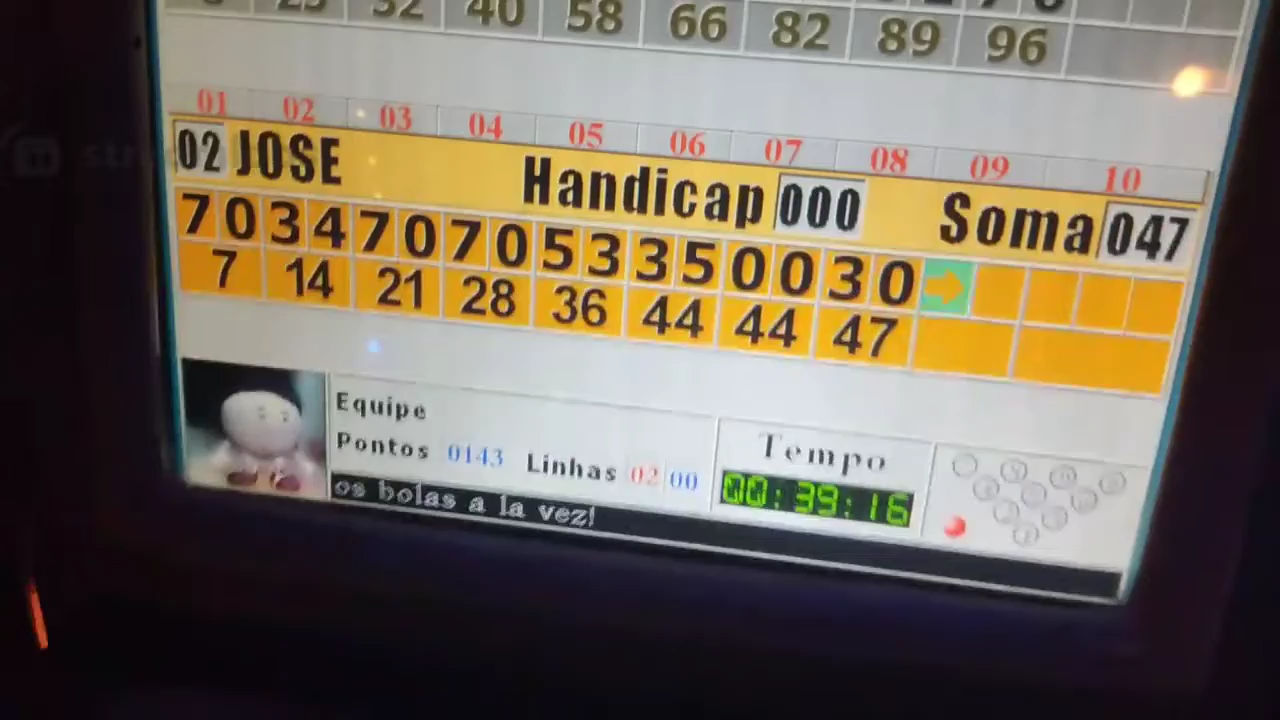 23 32 40 58 66 82 89 96
01 02 03 04 05 06 07 08 09 10
02 JOSE Handicap 000 Soma 047
7 0 3 4 7 0 7 0 5 3 3 5 0 0 3 0
7 14 21 28 36 44 44 47
Equipe
Pontos 0143 Linhas 02 00
os bolas a la vez!
Tempo
00:39:16